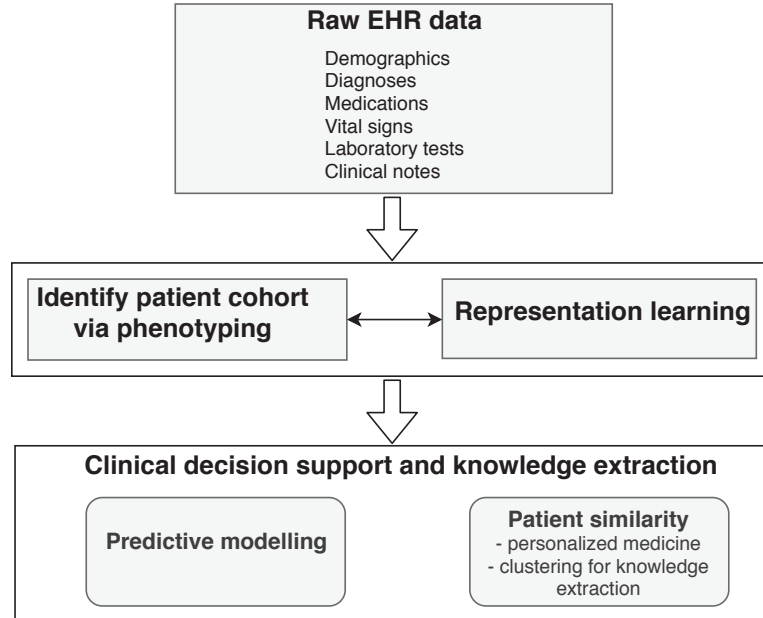 Raw EHR data
Demographics
Diagnoses
Medications
Vital signs
Laboratory tests
Clinical notes
Identify patient cohort
via phenotyping
Representation learning
Clinical decision support and knowledge extraction
Predictive modelling
Patient similarity
- personalized medicine
- clustering for knowledge
extraction